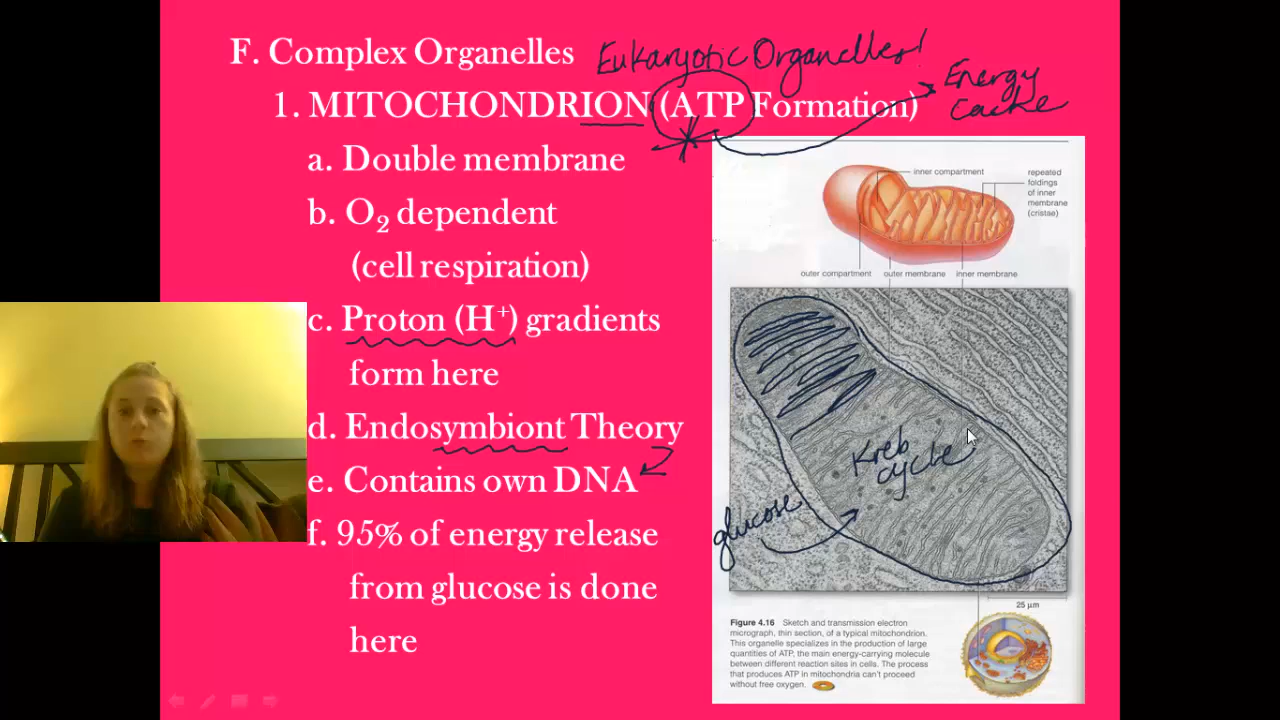 F. Complex Organelles Eukaryotic Organelles!
1. MITOCHONDRION (ATP Formation) Energy
cache
a. Double membrane
b. O₂ dependent
(cell respiration)
c. Proton (H⁺) gradients
form here
d. Endosymbiont Theory
e. Contains own DNA
f. 95% of energy release
from glucose is done
here
inner compartment
repeated
foldings
of inner
membrane
(cristae)
outer compartment outer membrane inner membrane
Kreb
cycle
glucose
25 µm
Figure 4.16 Sketch and transmission electron
micrograph, thin section, of a typical mitochondrion.
This organelle specializes in the production of large
quantities of ATP, the main energy-carrying molecule
between different reaction sites in cells. The process
that produces ATP in mitochondria can't proceed
without free oxygen.